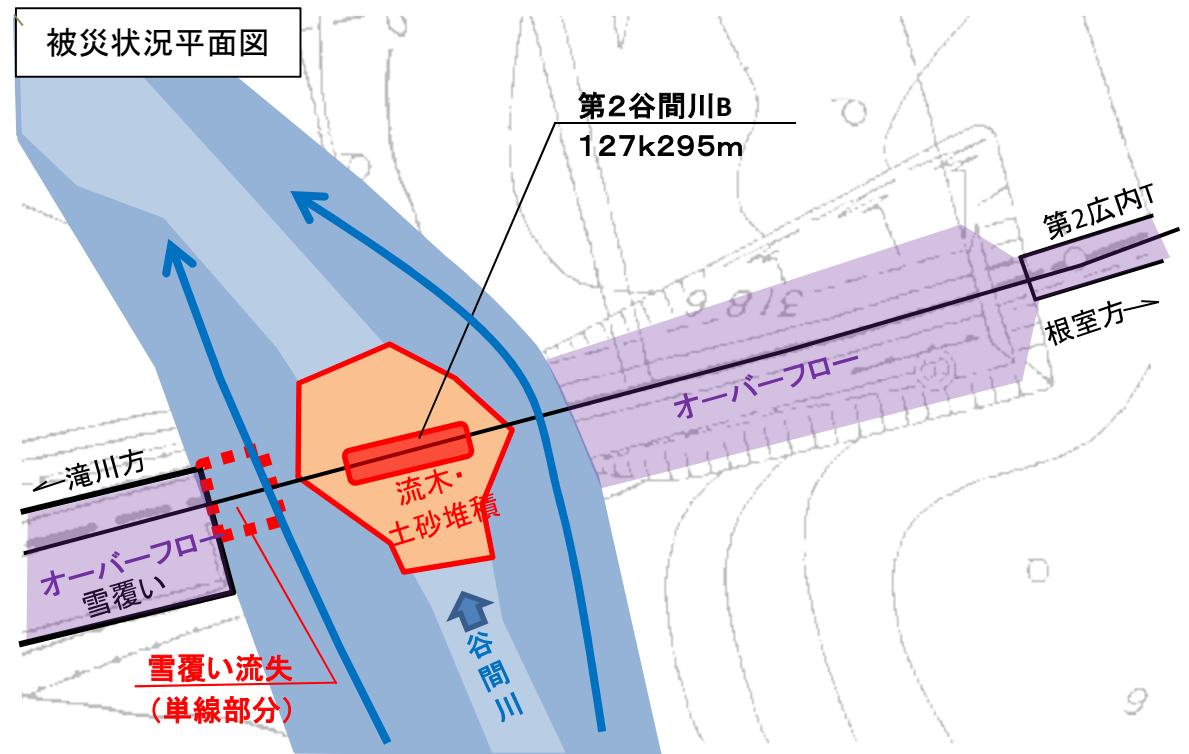 被災状況平面図
第2谷間川B
127k295m
第2広内T
根室方→
オーバーフロー
318 6
←滝川方
流木・
土砂堆積
オーバーフロー
雪覆い
谷間川
雪覆い流失
（単線部分）